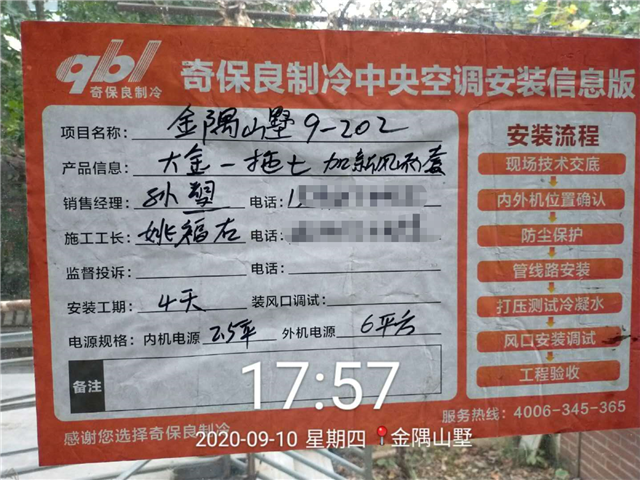 qbl
奇保良制冷
奇保良制冷中央空调安装信息版
项目名称: 金隅山墅 9-202
产品信息: 大金一拖七 加新风两套
销售经理: 孙塑 电话: 1
施工工长: 姚福左 电话:
监督投诉: 电话:
安装工期: 4天 装风口调试:
电源规格: 内机电源 2.5平 外机电源 6平方
备注
感谢您选择奇保良制冷
安装流程
现场技术交底
内外机位置确认
防尘保护
管线路安装
打压测试冷凝水
风口安装调试
工程验收
服务热线: 4006-345-365
17:57
2020-09-10 星期四 金隅山墅